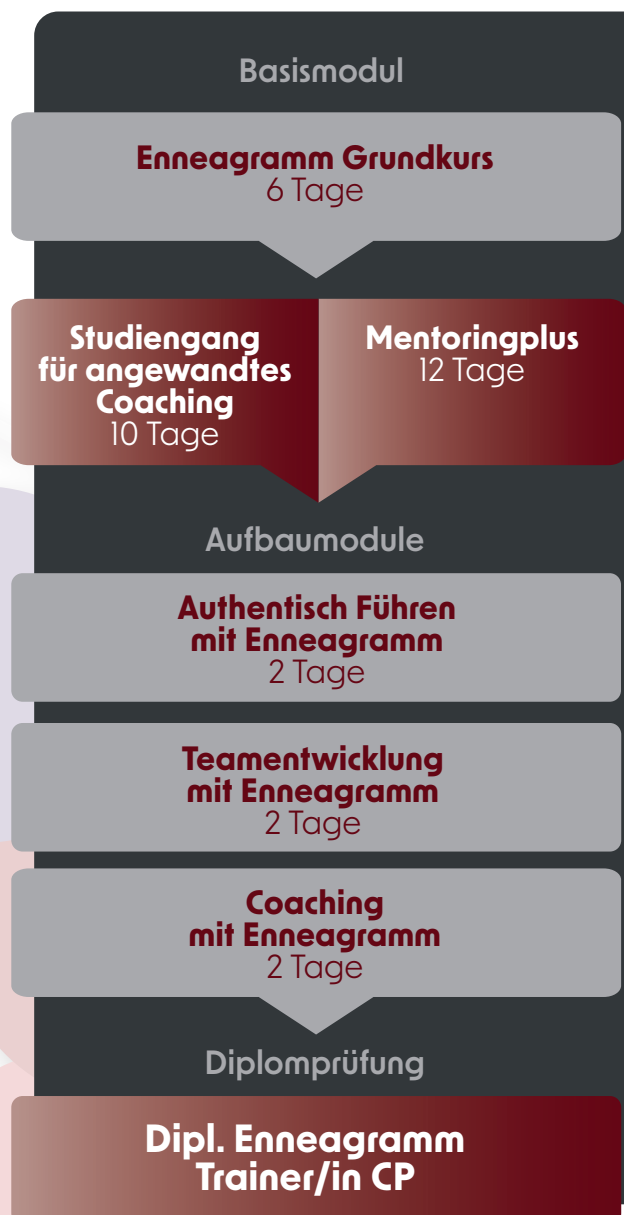 Basismodul
Enneagramm Grundkurs
6 Tage
Studiengang
für angewandtes
Coaching
10 Tage
Mentoringplus
12 Tage
Aufbaumodule
Authentisch Führen
mit Enneagramm
2 Tage
Teamentwicklung
mit Enneagramm
2 Tage
Coaching
mit Enneagramm
2 Tage
Diplomprüfung
Dipl. Enneagramm
Trainer/in CP